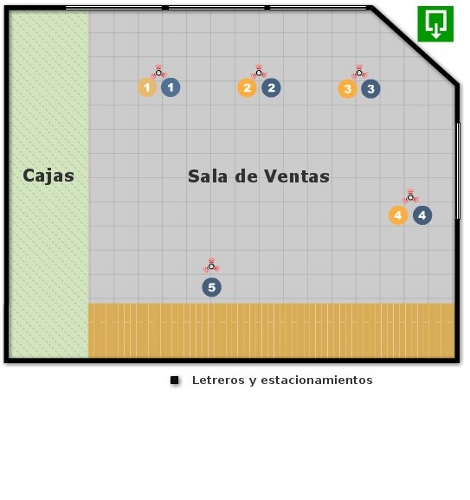 1 1 2 2 3 3
Cajas Sala de Ventas
4 4
5
Letreros y estacionamientos